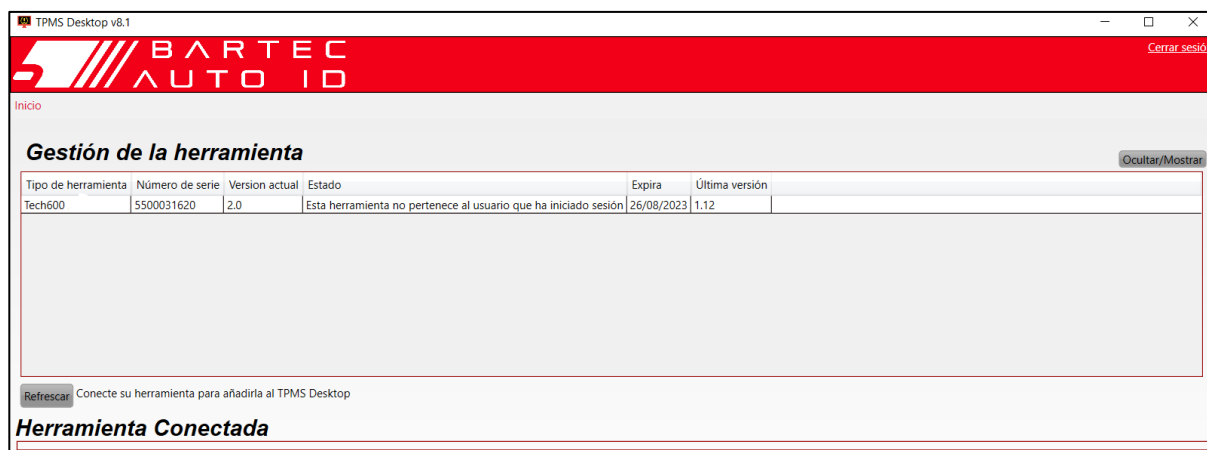 TPMS Desktop v8.1
BARTEC
AUTO ID
Cerrar sesió
Inicio
Gestión de la herramienta
Ocultar/Mostrar
Tipo de herramienta Número de serie Version actual Estado Expira Última versión
Tech600 5500031620 2.0 Esta herramienta no pertenece al usuario que ha iniciado sesión 26/08/2023 1.12
Refrescar Conecte su herramienta para añadirla al TPMS Desktop
Herramienta Conectada